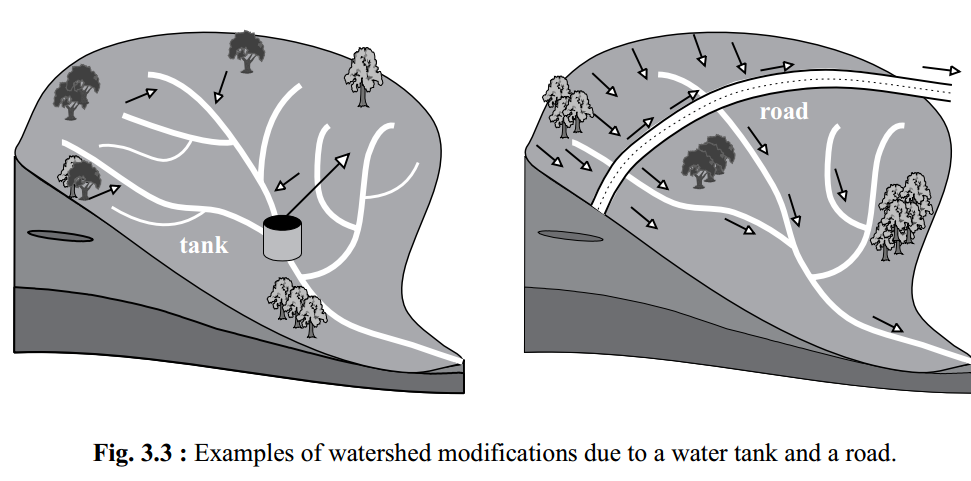 tank
road
Fig. 3.3 : Examples of watershed modifications due to a water tank and a road.